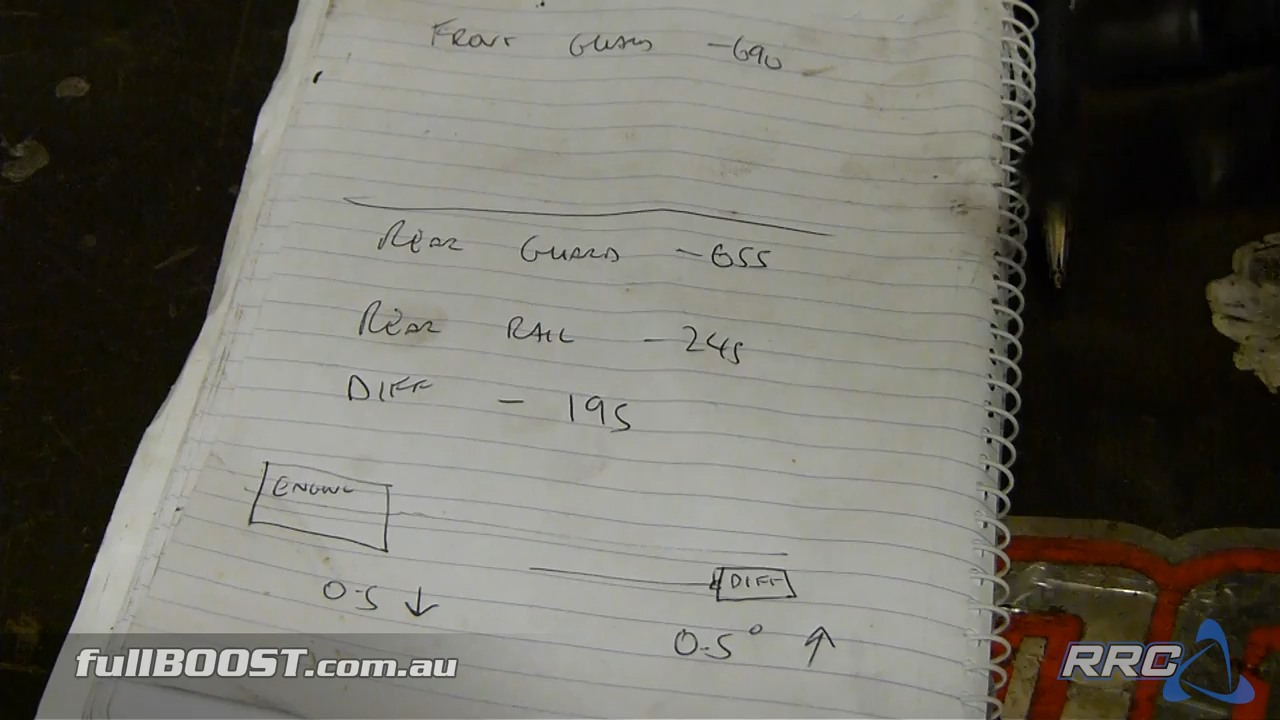 FRONT GUARD - 690
REAR GUARD - 655
REAR RAIL - 245
DIFF - 195
ENGINE
DIFF
0.5 ↓
0.5° ↑
fullBOOST.com.au
RRC